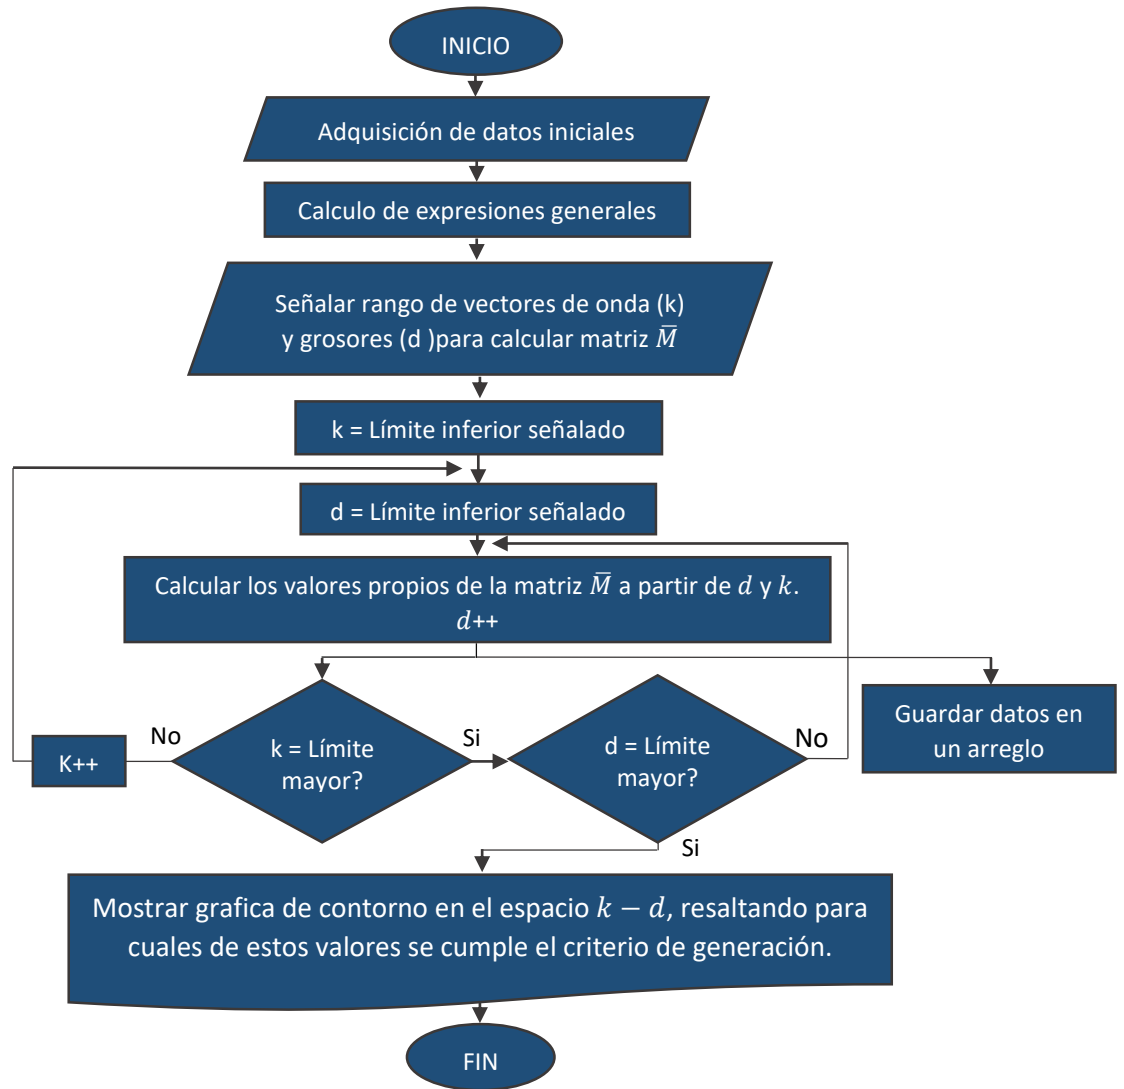 INICIO
Adquisición de datos iniciales
Calculo de expresiones generales
Señalar rango de vectores de onda (k)
y grosores (d )para calcular matriz M̅
k = Límite inferior señalado
d = Límite inferior señalado
Calcular los valores propios de la matriz M̅ a partir de d y k.
d++
Guardar datos en
un arreglo
K++
No
k = Límite
mayor?
Si
d = Límite
mayor?
No
Si
Mostrar grafica de contorno en el espacio k − d, resaltando para
cuales de estos valores se cumple el criterio de generación.
FIN